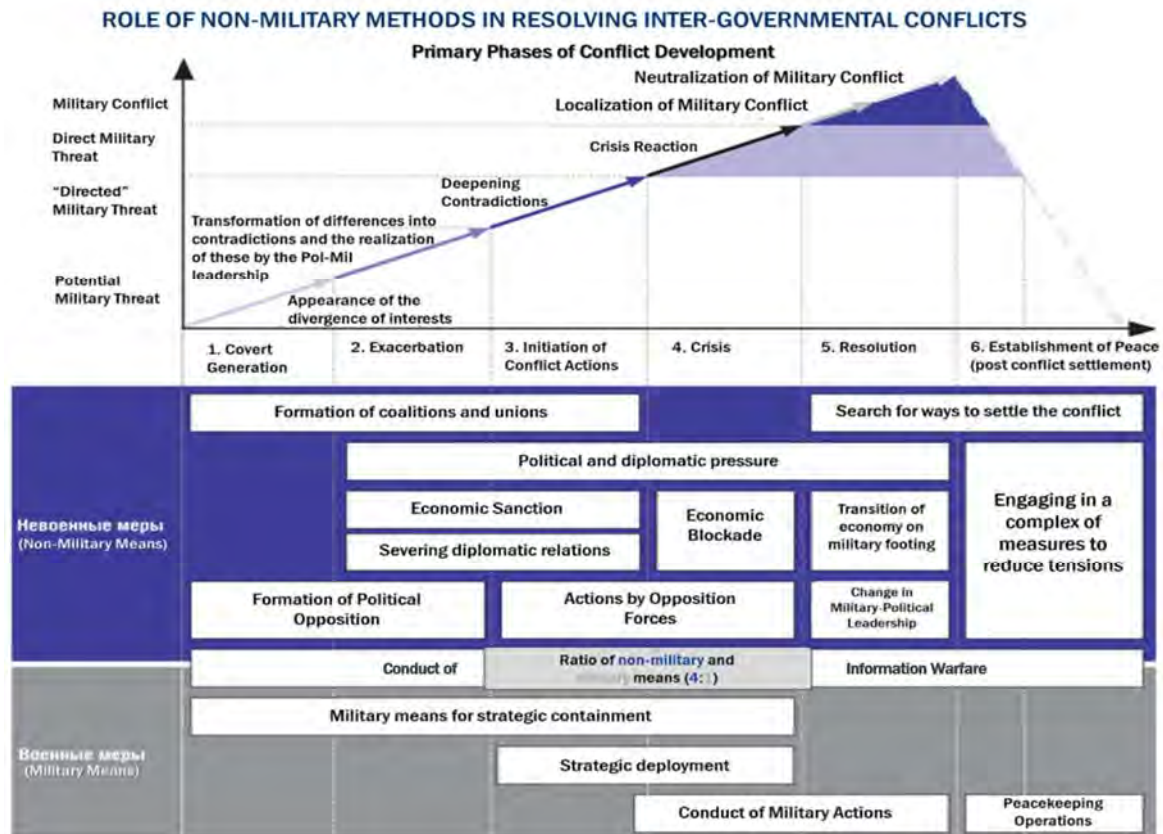 ROLE OF NON-MILITARY METHODS IN RESOLVING INTER-GOVERNMENTAL CONFLICTS
Primary Phases of Conflict Development
Neutralization of Military Conflict
Military Conflict
Localization of Military Conflict
Direct Military
Threat
Crisis Reaction
"Directed"
Military Threat
Deepening
Contradictions
Transformation of differences into
contradictions and the realization
of these by the Pol-Mil
leadership
Potential
Military Threat
Appearance of the
divergence of interests
1. Covert
Generation
2. Exacerbation
3. Initiation of
Conflict Actions
4. Crisis
5. Resolution
6. Establishment of Peace
(post conflict settlement)
Невоенные меры
(Non-Military Means)
Formation of coalitions and unions
Search for ways to settle the conflict
Political and diplomatic pressure
Economic Sanction
Severing diplomatic relations
Economic
Blockade
Transition of
economy on
military footing
Engaging in a
complex of
measures to
reduce tensions
Formation of Political
Opposition
Actions by Opposition
Forces
Change in
Military-Political
Leadership
Conduct of
Ratio of non-military and
military means (4:1)
Information Warfare
Военные меры
(Military Means)
Military means for strategic containment
Strategic deployment
Conduct of Military Actions
Peacekeeping
Operations